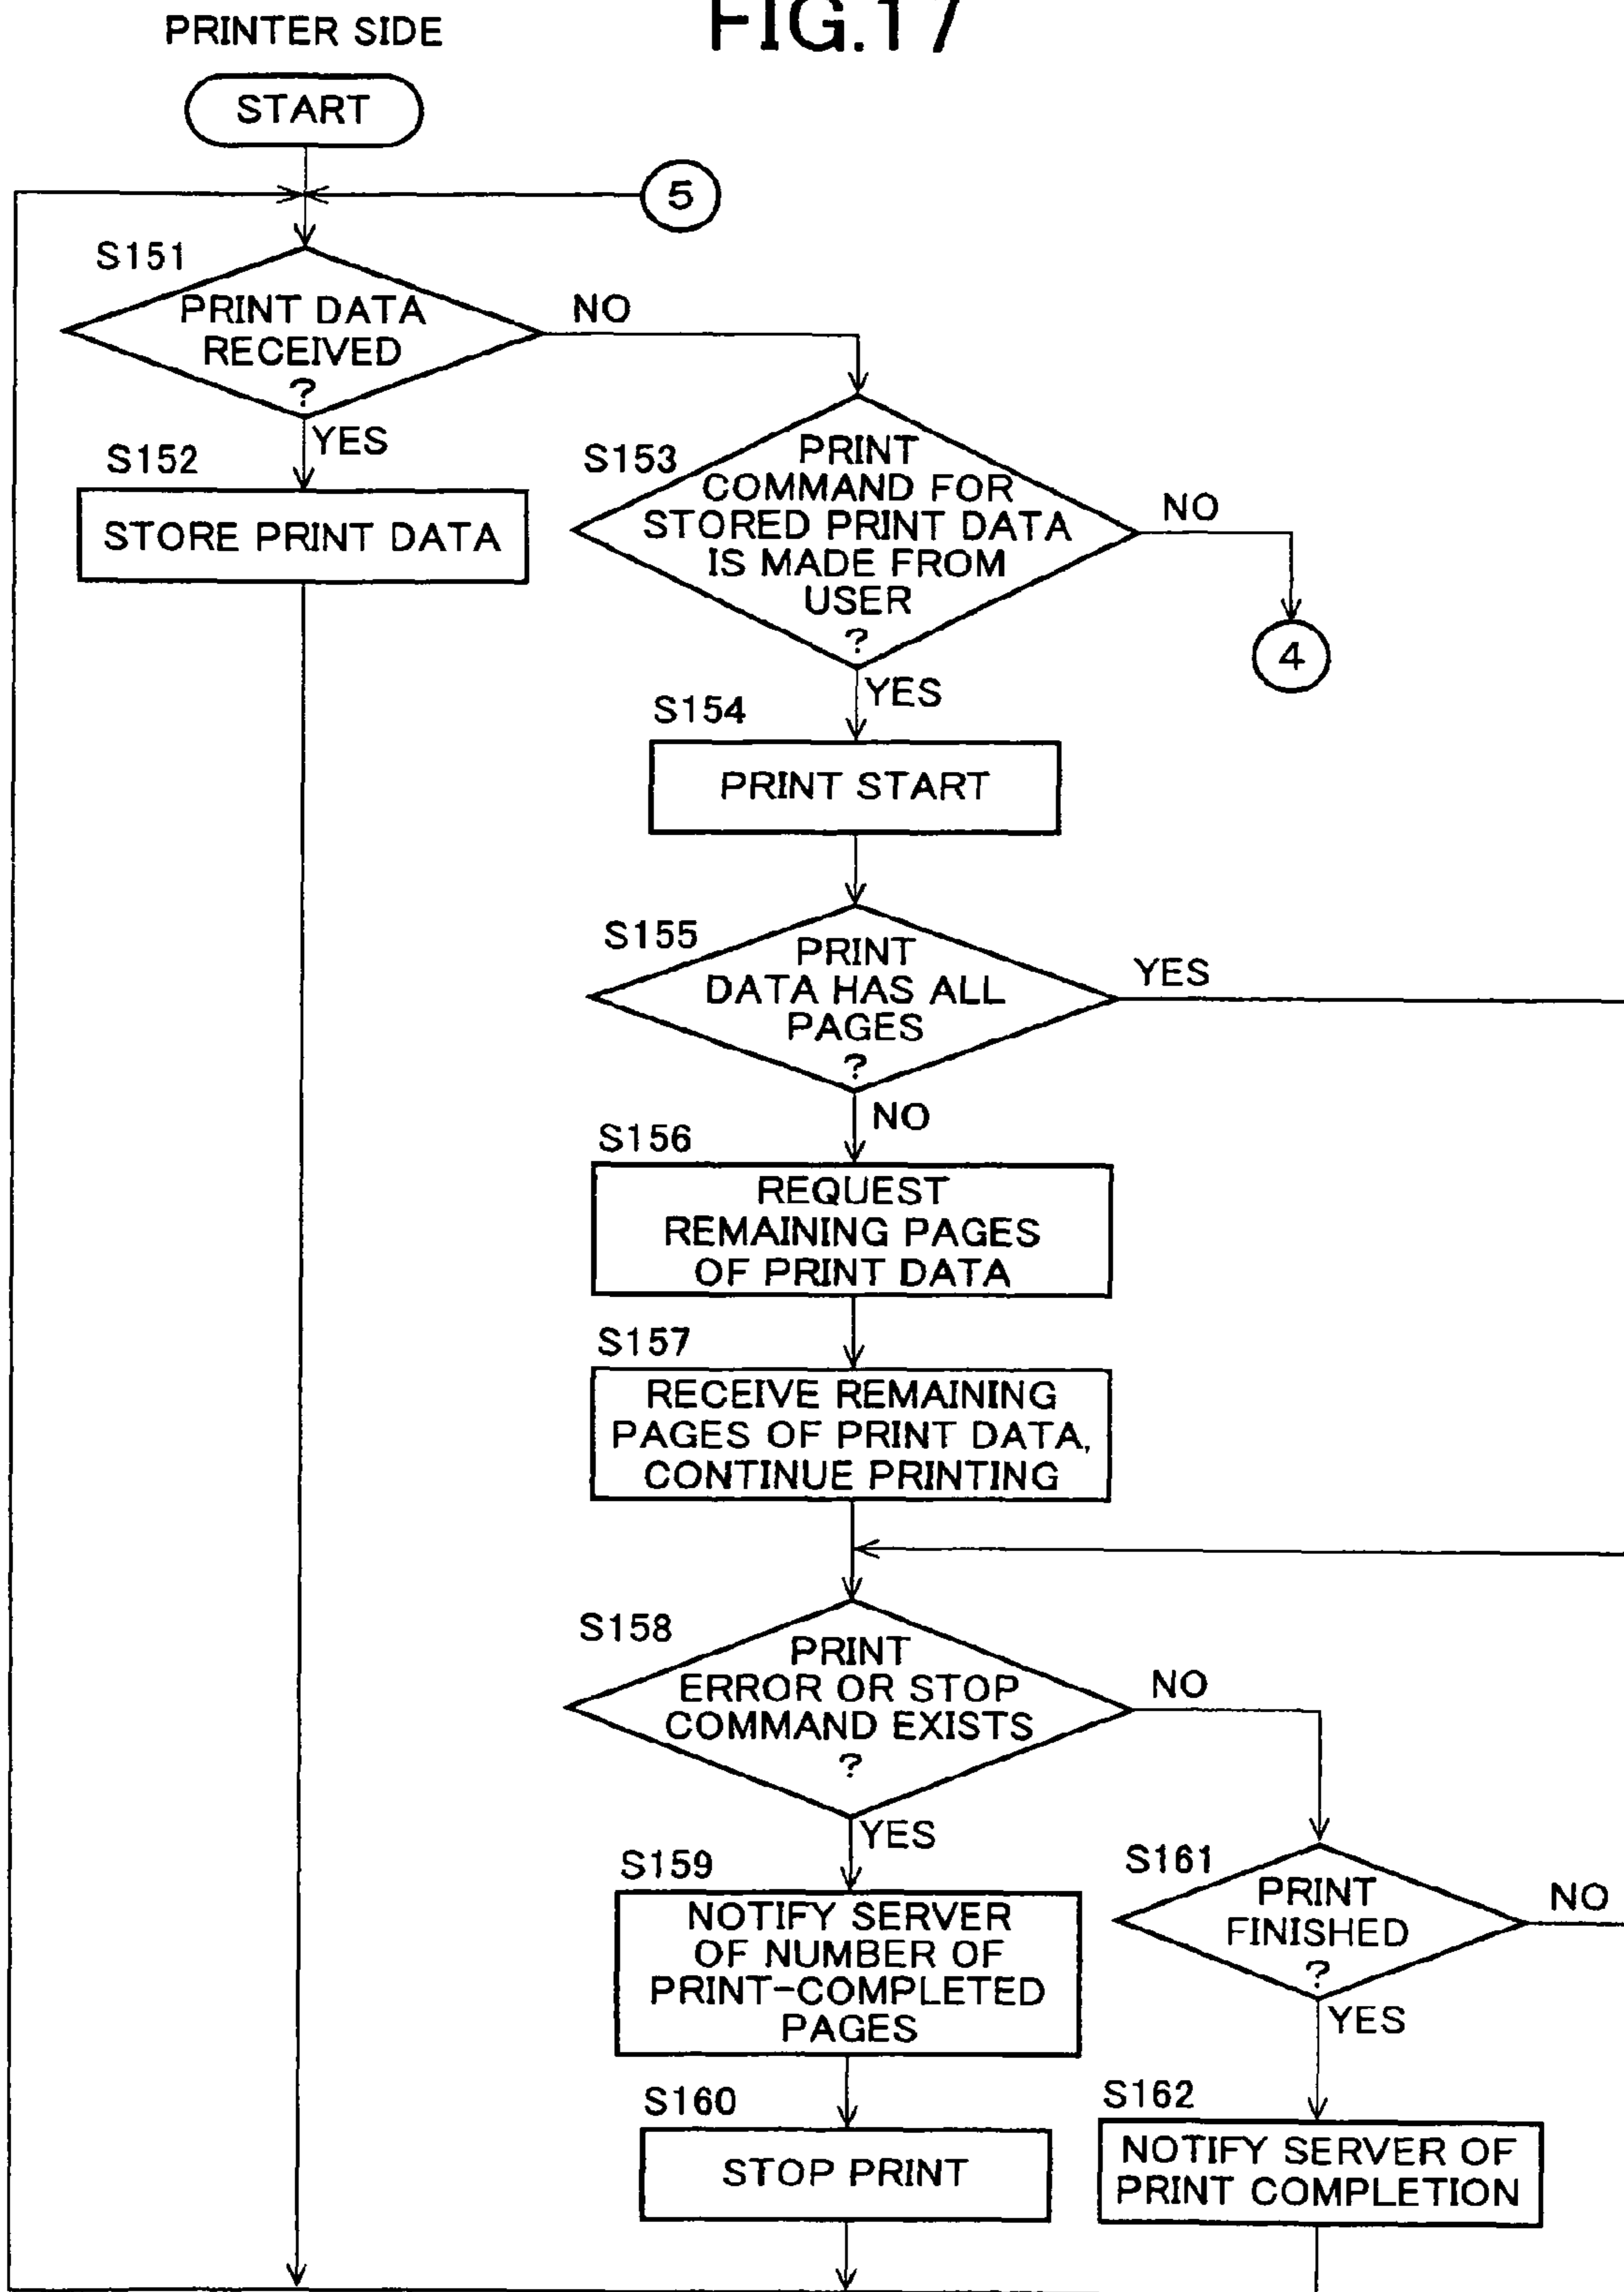 FIG.17
PRINTER SIDE
START
5
S151
PRINT DATA
RECEIVED
?
NO
YES
S152
STORE PRINT DATA
S153
PRINT
COMMAND FOR
STORED PRINT DATA
IS MADE FROM
USER
?
NO
4
YES
S154
PRINT START
S155
PRINT
DATA HAS ALL
PAGES
?
YES
NO
S156
REQUEST
REMAINING PAGES
OF PRINT DATA
S157
RECEIVE REMAINING
PAGES OF PRINT DATA,
CONTINUE PRINTING
S158
PRINT
ERROR OR STOP
COMMAND EXISTS
?
NO
YES
S159
NOTIFY SERVER
OF NUMBER OF
PRINT-COMPLETED
PAGES
S160
STOP PRINT
S161
PRINT
FINISHED
?
NO
YES
S162
NOTIFY SERVER OF
PRINT COMPLETION